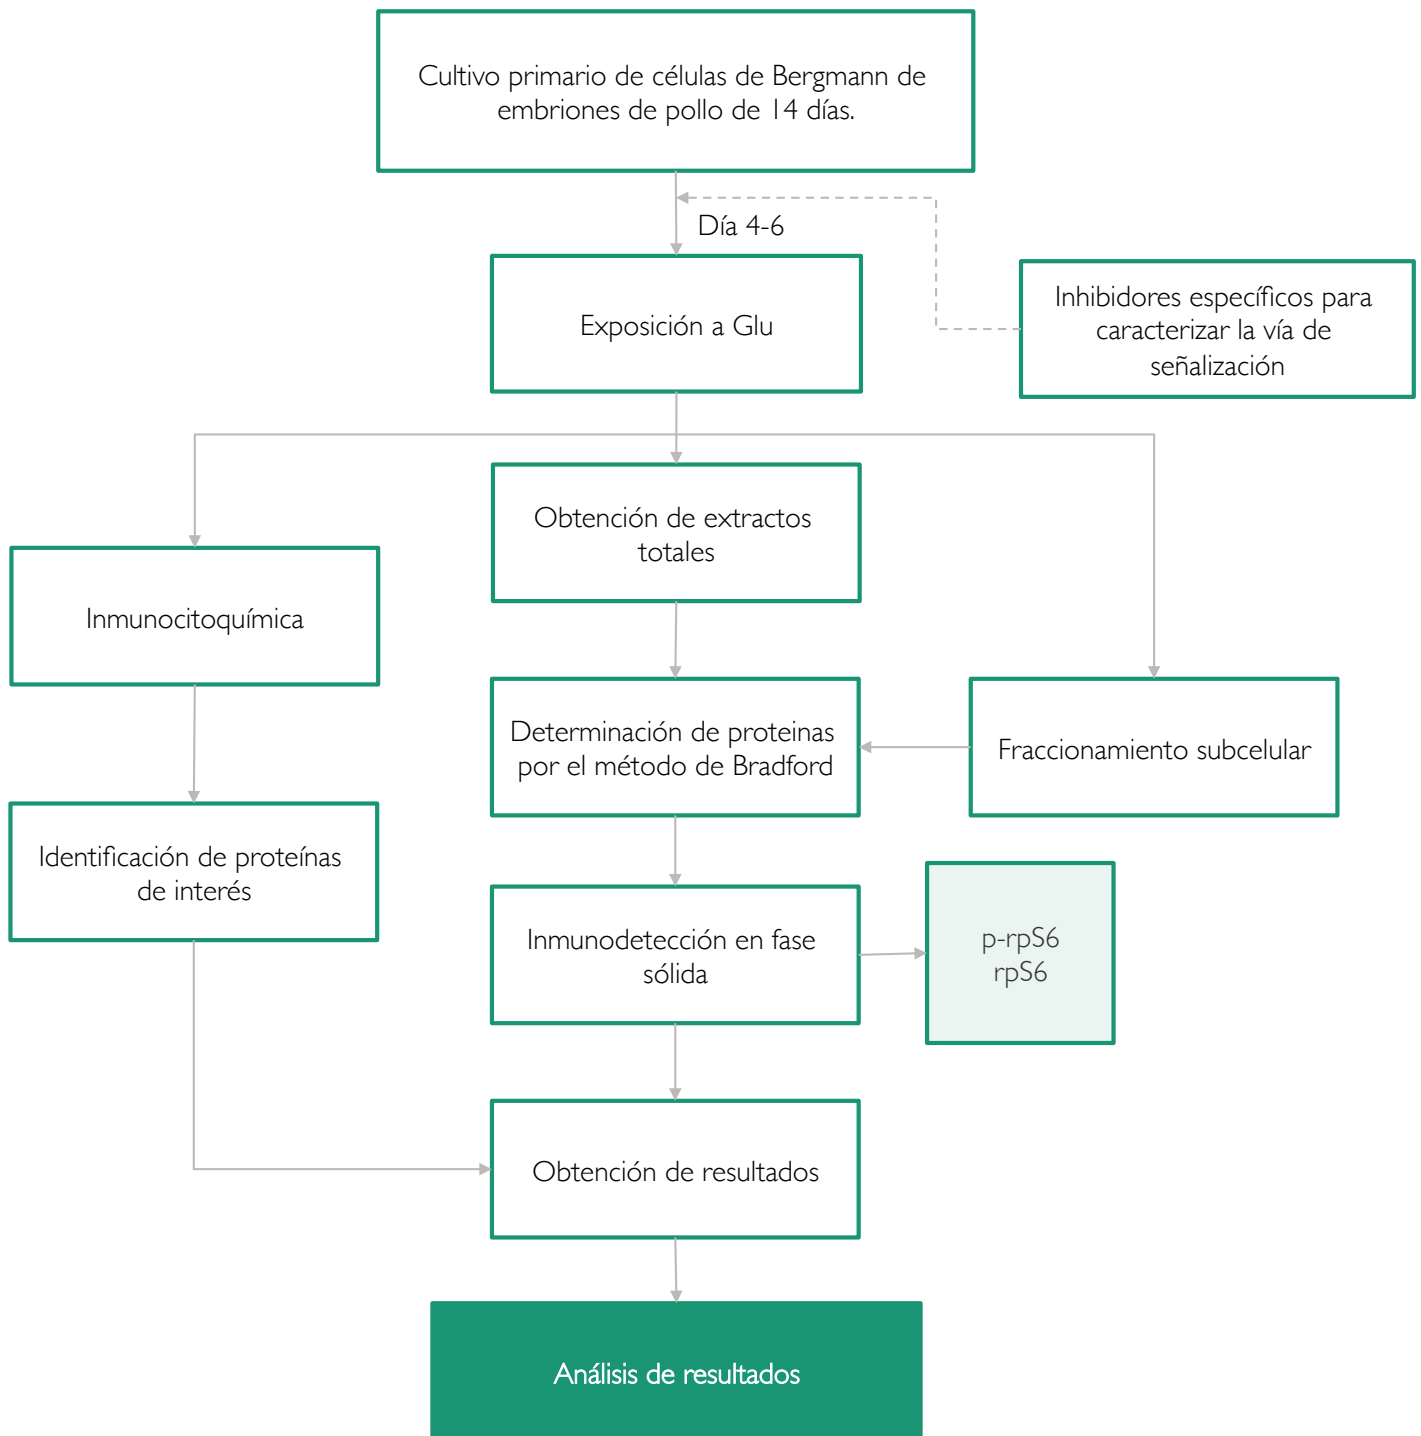 Cultivo primario de células de Bergmann de
embriones de pollo de 14 días.
Día 4-6
Exposición a Glu
Inhibidores específicos para
caracterizar la vía de
señalización
Obtención de extractos
totales
Inmunocitoquímica
Determinación de proteinas
por el método de Bradford
Fraccionamiento subcelular
Identificación de proteínas
de interés
Inmunodetección en fase
sólida
p-rpS6
rpS6
Obtención de resultados
Análisis de resultados